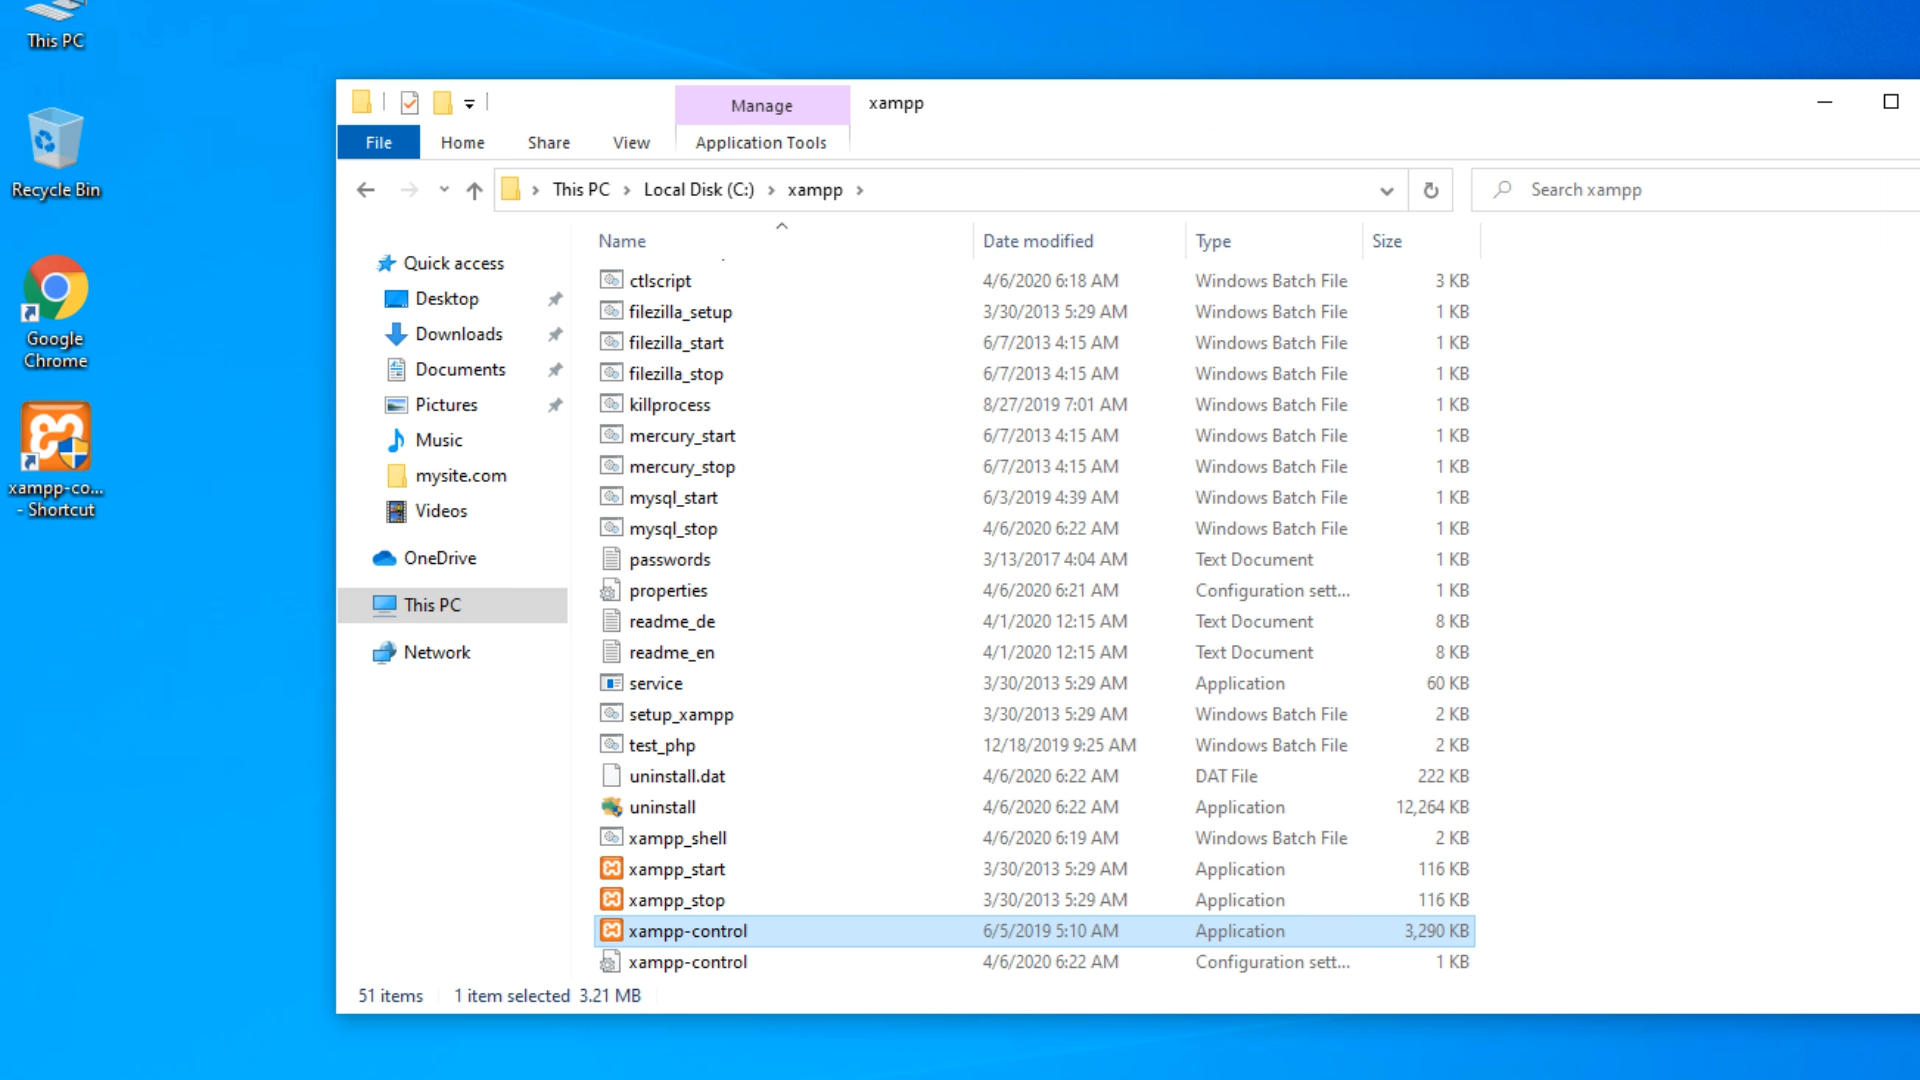 This PC
Recycle Bin
Google
Chrome
xampp-co...
- Shortcut
Manage
xampp
File
Home
Share
View
Application Tools
This PC
Local Disk (C:)
xampp
Search xampp
Name
Date modified
Type
Size
Quick access
Desktop
Downloads
Documents
Pictures
Music
mysite.com
Videos
OneDrive
This PC
Network
ctlscript 4/6/2020 6:18 AM Windows Batch File 3 KB
filezilla_setup 3/30/2013 5:29 AM Windows Batch File 1 KB
filezilla_start 6/7/2013 4:15 AM Windows Batch File 1 KB
filezilla_stop 6/7/2013 4:15 AM Windows Batch File 1 KB
killprocess 8/27/2019 7:01 AM Windows Batch File 1 KB
mercury_start 6/7/2013 4:15 AM Windows Batch File 1 KB
mercury_stop 6/7/2013 4:15 AM Windows Batch File 1 KB
mysql_start 6/3/2019 4:39 AM Windows Batch File 1 KB
mysql_stop 4/6/2020 6:22 AM Windows Batch File 1 KB
passwords 3/13/2017 4:04 AM Text Document 1 KB
properties 4/6/2020 6:21 AM Configuration sett... 1 KB
readme_de 4/1/2020 12:15 AM Text Document 8 KB
readme_en 4/1/2020 12:15 AM Text Document 8 KB
service 3/30/2013 5:29 AM Application 60 KB
setup_xampp 3/30/2013 5:29 AM Windows Batch File 2 KB
test_php 12/18/2019 9:25 AM Windows Batch File 2 KB
uninstall.dat 4/6/2020 6:22 AM DAT File 222 KB
uninstall 4/6/2020 6:22 AM Application 12,264 KB
xampp_shell 4/6/2020 6:19 AM Windows Batch File 2 KB
xampp_start 3/30/2013 5:29 AM Application 116 KB
xampp_stop 3/30/2013 5:29 AM Application 116 KB
xampp-control 6/5/2019 5:10 AM Application 3,290 KB
xampp-control 4/6/2020 6:22 AM Configuration sett... 1 KB
51 items
1 item selected 3.21 MB